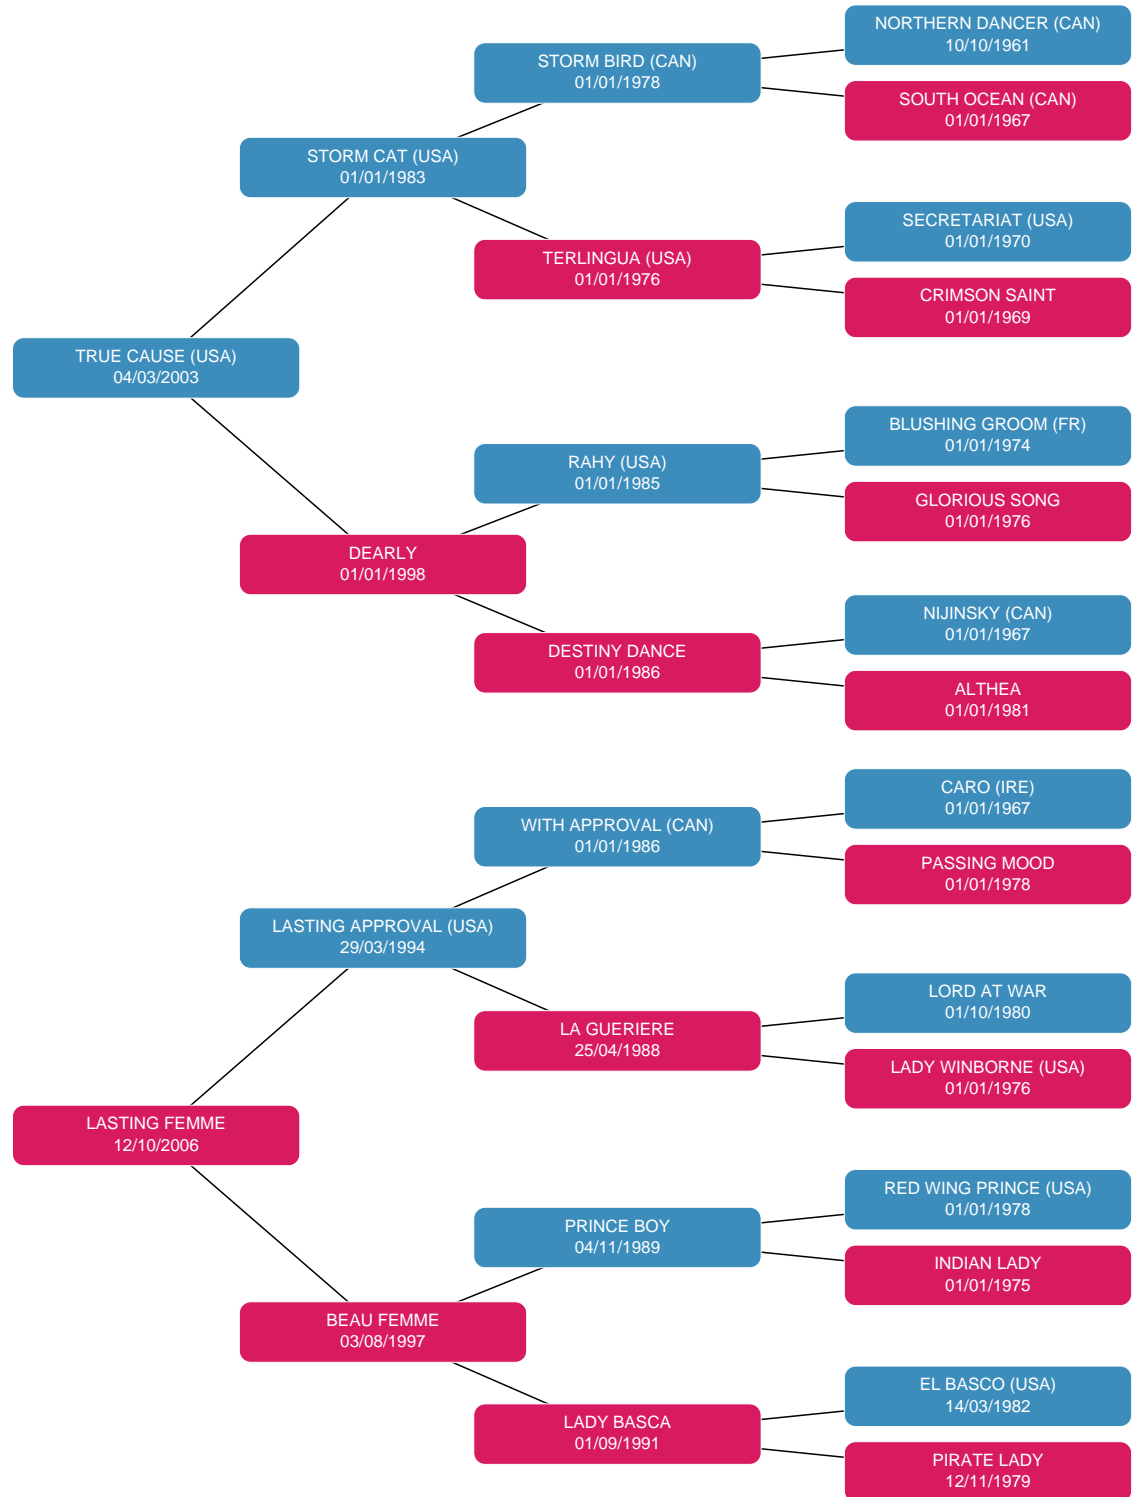 NORTHERN DANCER (CAN)
10/10/1961
STORM BIRD (CAN)
01/01/1978
SOUTH OCEAN (CAN)
01/01/1967
STORM CAT (USA)
01/01/1983
SECRETARIAT (USA)
01/01/1970
TERLINGUA (USA)
01/01/1976
CRIMSON SAINT
01/01/1969
TRUE CAUSE (USA)
04/03/2003
BLUSHING GROOM (FR)
01/01/1974
RAHY (USA)
01/01/1985
GLORIOUS SONG
01/01/1976
DEARLY
01/01/1998
NIJINSKY (CAN)
01/01/1967
DESTINY DANCE
01/01/1986
ALTHEA
01/01/1981
CARO (IRE)
01/01/1967
WITH APPROVAL (CAN)
01/01/1986
PASSING MOOD
01/01/1978
LASTING APPROVAL (USA)
29/03/1994
LORD AT WAR
01/10/1980
LA GUERIERE
25/04/1988
LADY WINBORNE (USA)
01/01/1976
LASTING FEMME
12/10/2006
RED WING PRINCE (USA)
01/01/1978
PRINCE BOY
04/11/1989
INDIAN LADY
01/01/1975
BEAU FEMME
03/08/1997
EL BASCO (USA)
14/03/1982
LADY BASCA
01/09/1991
PIRATE LADY
12/11/1979